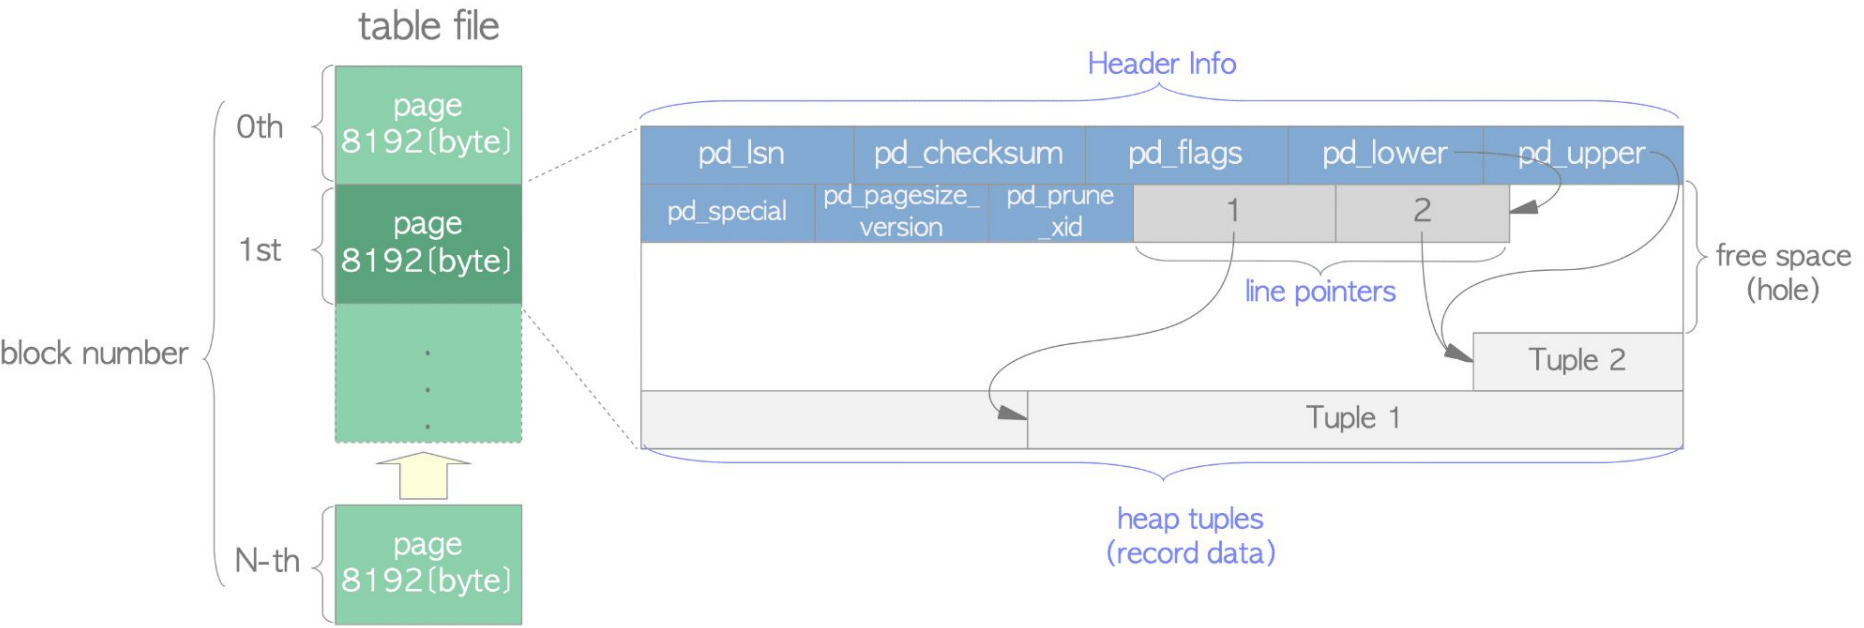 table file
page
8192[byte]
0th
page
8192[byte]
1st
block number
.
.
.
page
8192[byte]
N-th
Header Info
pd_lsn
pd_checksum
pd_flags
pd_lower
pd_upper
pd_special
pd_pagesize_
version
pd_prune
_xid
1
2
line pointers
free space
(hole)
Tuple 2
Tuple 1
heap tuples
(record data)